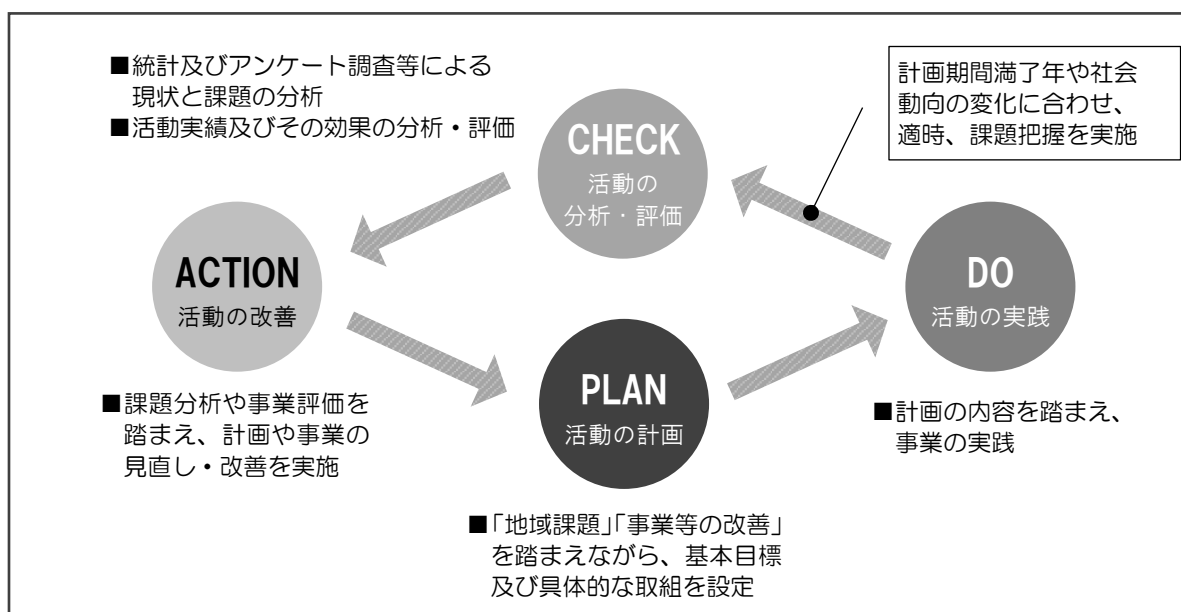 ■統計及びアンケート調査等による
現状と課題の分析
■活動実績及びその効果の分析・評価
計画期間満了年や社会
動向の変化に合わせ、
適時、課題把握を実施
CHECK
活動の
分析・評価
ACTION
活動の改善
DO
活動の実践
PLAN
活動の計画
■課題分析や事業評価を
踏まえ、計画や事業の
見直し・改善を実施
■計画の内容を踏まえ、
事業の実践
■「地域課題」「事業等の改善」
を踏まえながら、基本目標
及び具体的な取組を設定